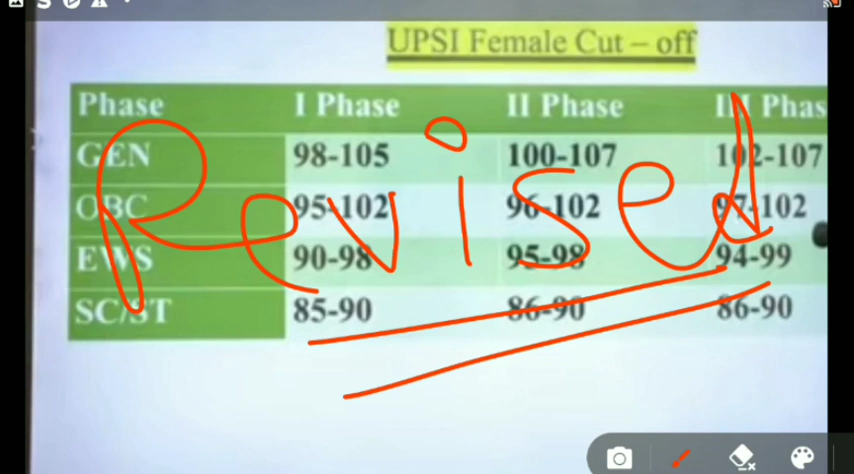 UPSI Female Cut – off
Phase I Phase II Phase III Phas
GEN 98-105 100-107 102-107
OBC 95-102 96-102 97-102
EWS 90-98 95-98 94-99
SC/ST 85-90 86-90 86-90
Revised